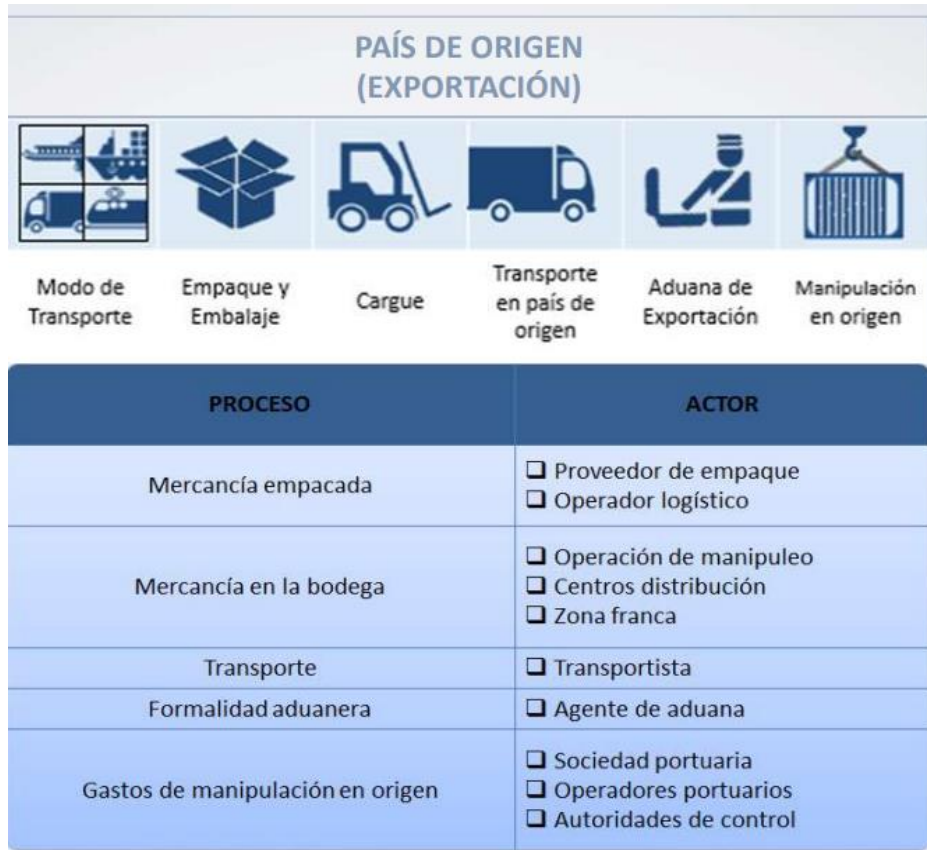 PAÍS DE ORIGEN
(EXPORTACIÓN)
Modo de
Transporte
Empaque y
Embalaje
Cargue
Transporte
en país de
origen
Aduana de
Exportación
Manipulación
en origen
PROCESO
ACTOR
Mercancía empacada
❑ Proveedor de empaque
❑ Operador logístico
Mercancía en la bodega
❑ Operación de manipuleo
❑ Centros distribución
❑ Zona franca
Transporte
❑ Transportista
Formalidad aduanera
❑ Agente de aduana
Gastos de manipulación en origen
❑ Sociedad portuaria
❑ Operadores portuarios
❑ Autoridades de control